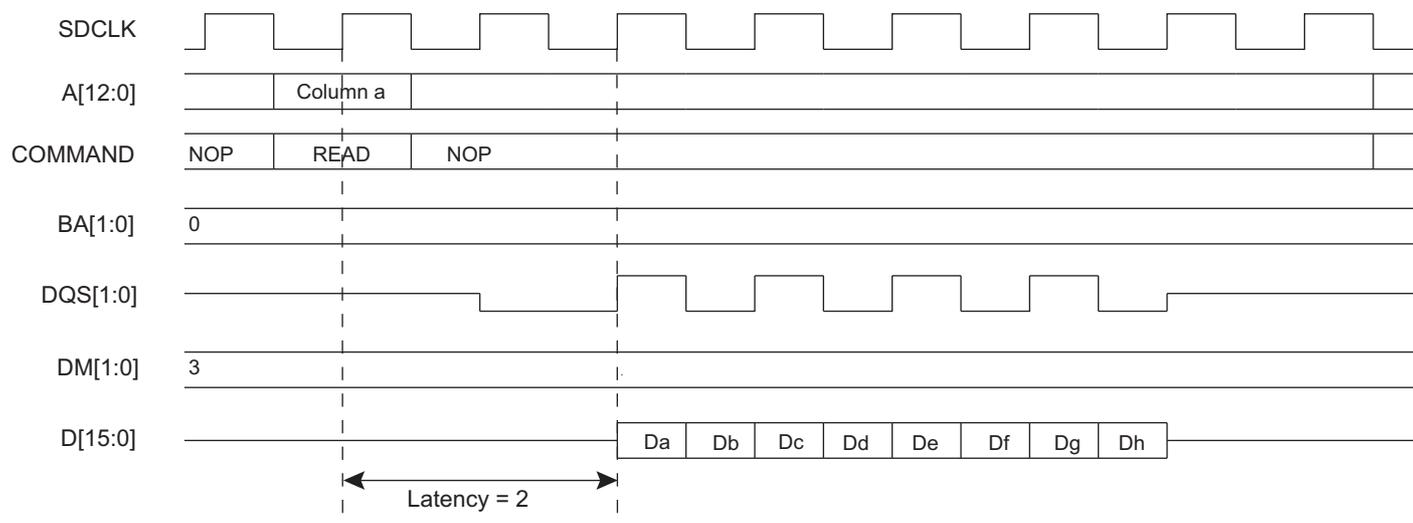 SDCLK
A[12:0] Column a
COMMAND NOP READ NOP
BA[1:0] 0
DQS[1:0]
DM[1:0] 3
D[15:0] Da Db Dc Dd De Df Dg Dh
Latency = 2